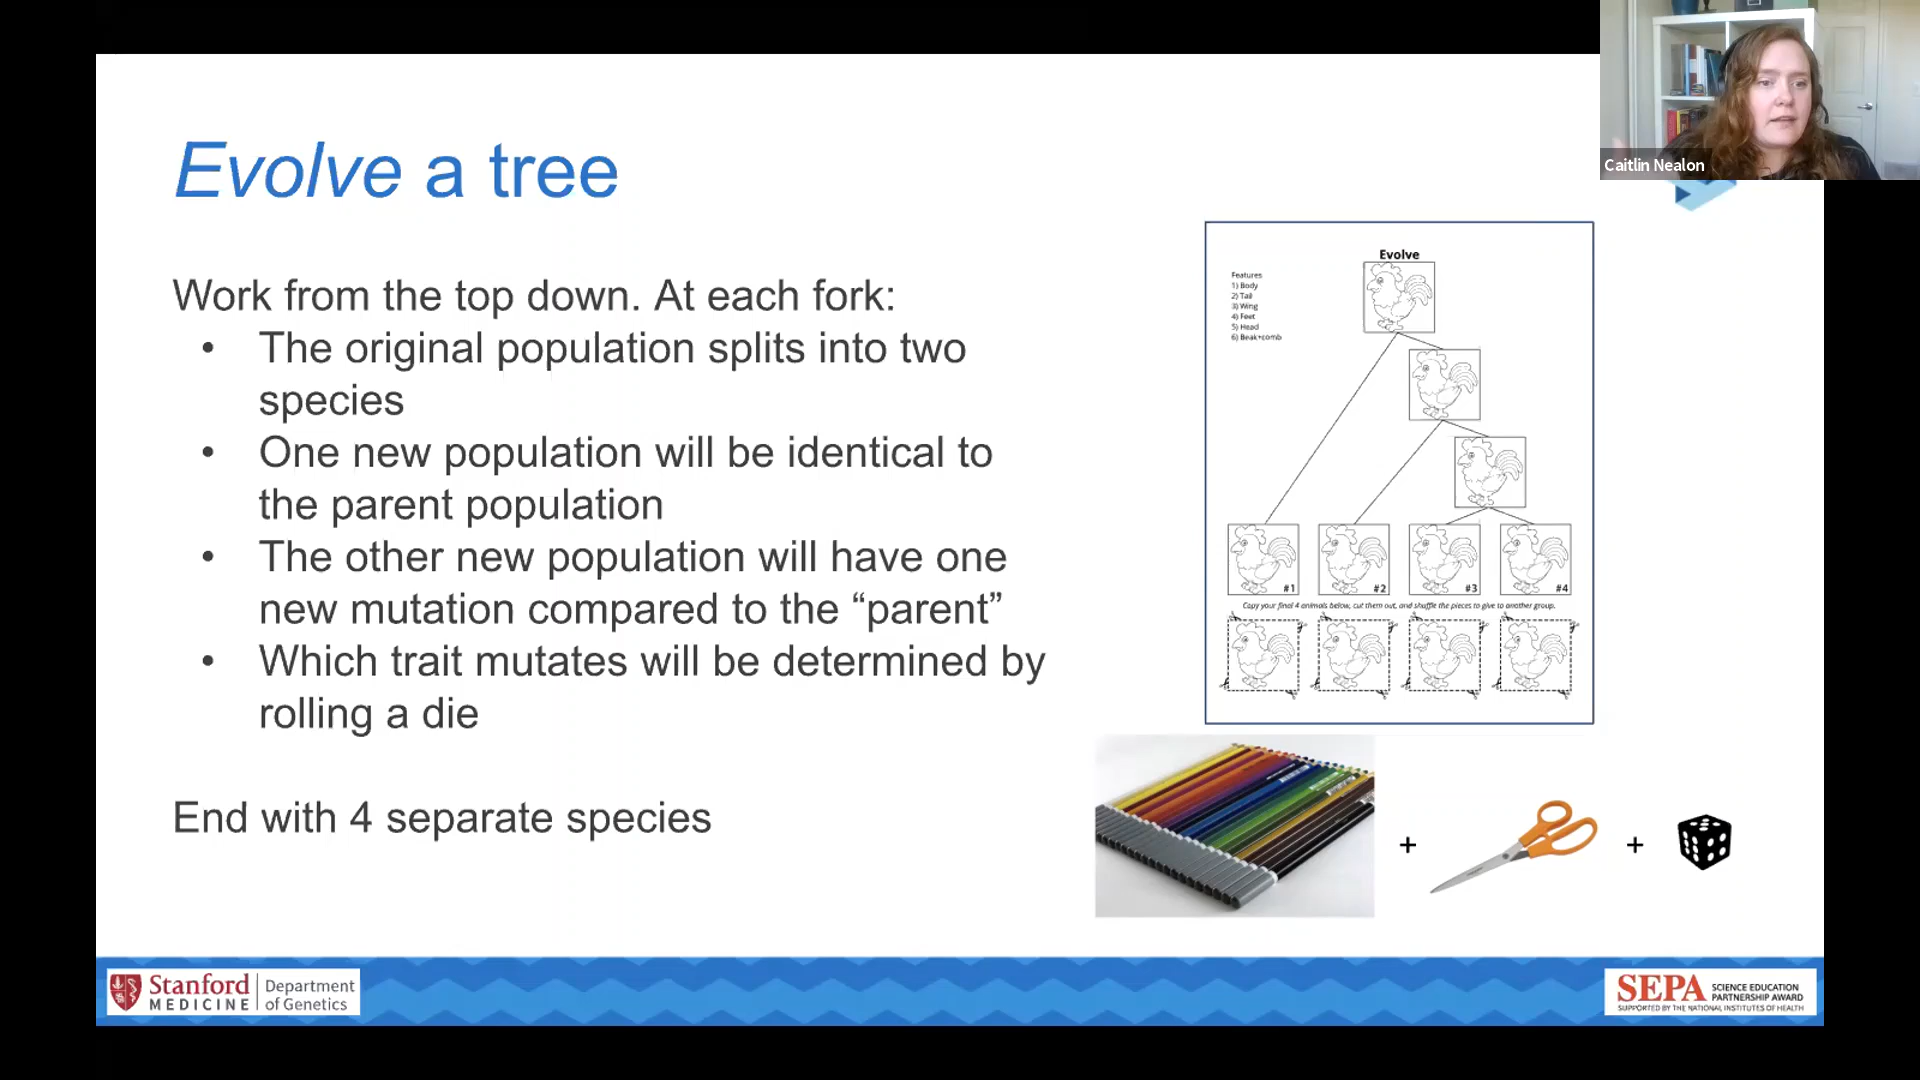 Caitlin Nealon
Evolve a tree
Work from the top down. At each fork:
• The original population splits into two
species
• One new population will be identical to
the parent population
• The other new population will have one
new mutation compared to the “parent”
• Which trait mutates will be determined by
rolling a die
End with 4 separate species
Evolve
Features
1) Body
2) Tail
3) Wing
4) Feet
5) Head
6) Beak+comb
#1
#2
#3
#4
Copy your final 4 animals below, cut them out, and shuffle the pieces to give to another group.
+
+
Stanford
MEDICINE
Department
of Genetics
SEPA
SCIENCE EDUCATION
PARTNERSHIP AWARD
SUPPORTED BY THE NATIONAL INSTITUTES OF HEALTH